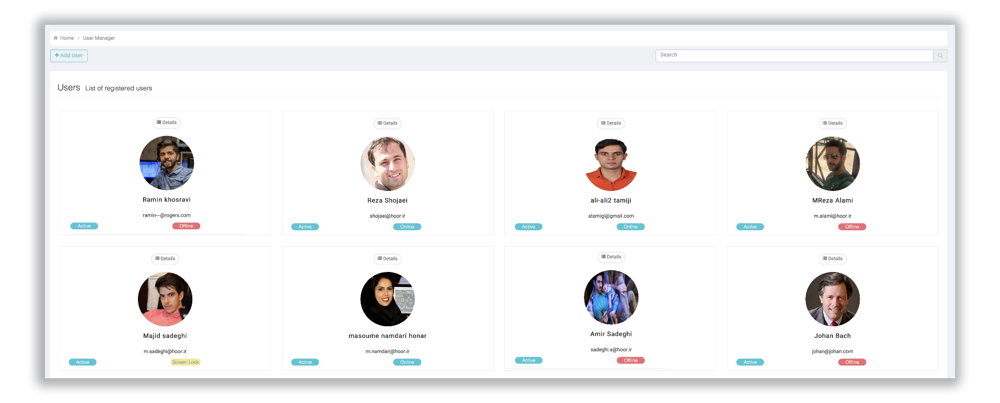 Home > User Manager
+ Add User
Search
Users List of registered users
Details
Ramin khosravi
ramin---@rogers.com
Active Offline
Details
Reza Shojaei
shojaei@hoor.ir
Active Online
Details
ali-ali2 tamiji
atamigi@gmail.com
Active Online
Details
MReza Alami
m.alami@hoor.ir
Active Offline
Details
Majid sadeghi
m.sadeghi@hoor.ir
Active Screen Lock
Details
masoume namdari honar
m.namdari@hoor.ir
Active Online
Details
Amir Sadeghi
sadeghi.a@hoor.ir
Active Offline
Details
Johan Bach
johan@johan.com
Active Offline